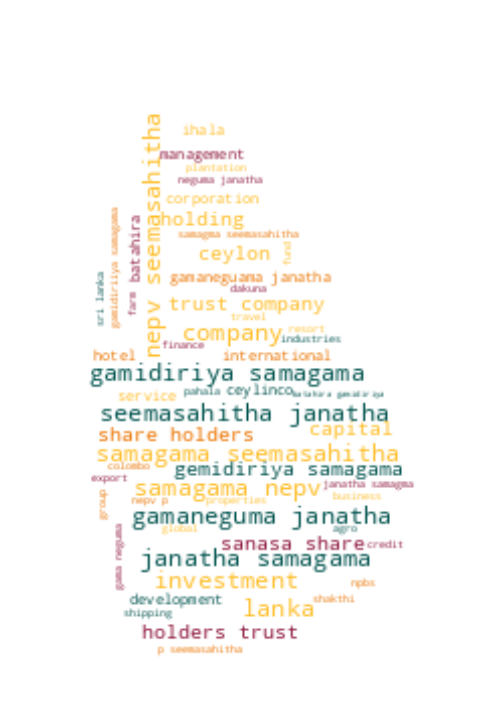 nepv seemasahitha
ihala
management
plantation
neguma janatha
corporation
holding
samagma seemasahitha
gamidiriiya samagama
batahira
ceylon
fund
sri lanka
gamaneguama janatha
dakuna
farm
trust company
travel
company
resort
industries
finance
hotel
international
gamidiriya samagama
pahala
ceylinco
batahira gamidiriya
service
seemasahitha janatha
capital
share holders
samagama seemasahitha
colombo
gemidiriya samagama
export
janatha samagma
samagama nepv
group
nepv p
properties
business
gamaneguma janatha
global
agro
sanasa share
credit
gama neguma
janatha samagama
investment
npbs
development
shakthi
lanka
shipping
holders trust
p seemasahitha